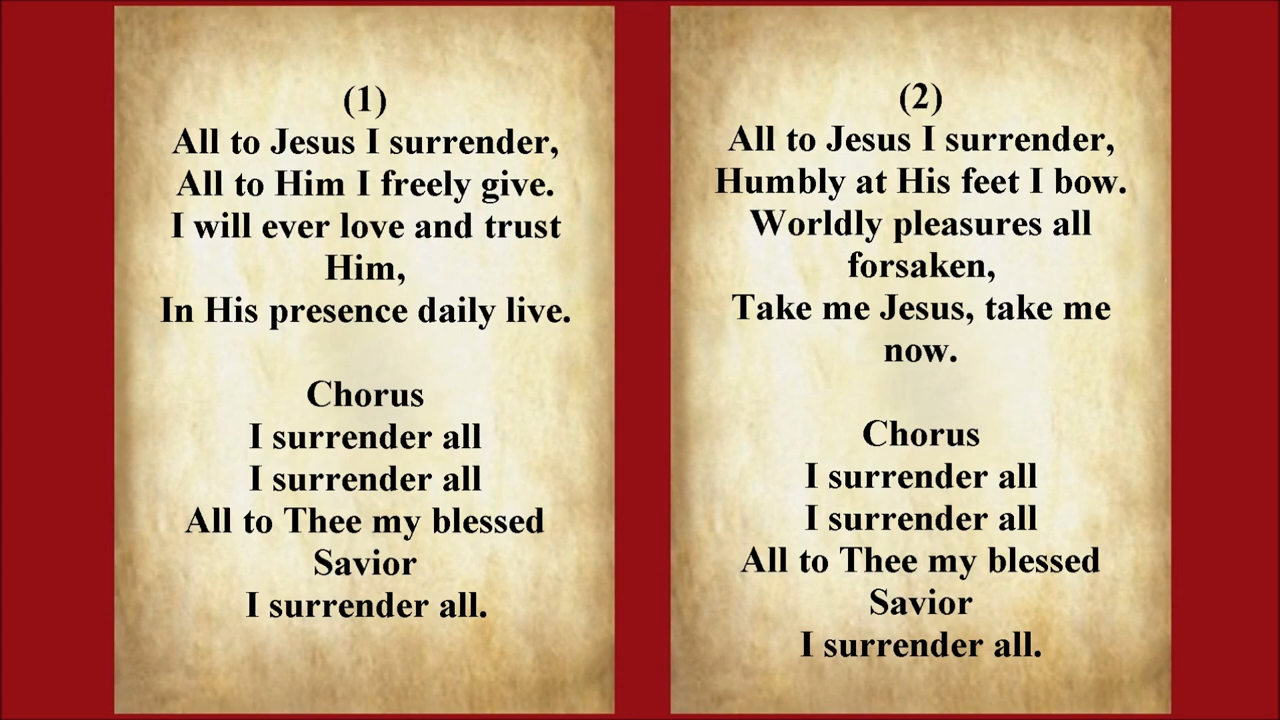 (1)
All to Jesus I surrender,
All to Him I freely give.
I will ever love and trust
Him,
In His presence daily live.
Chorus
I surrender all
I surrender all
All to Thee my blessed
Savior
I surrender all.
(2)
All to Jesus I surrender,
Humbly at His feet I bow.
Worldly pleasures all
forsaken,
Take me Jesus, take me
now.
Chorus
I surrender all
I surrender all
All to Thee my blessed
Savior
I surrender all.